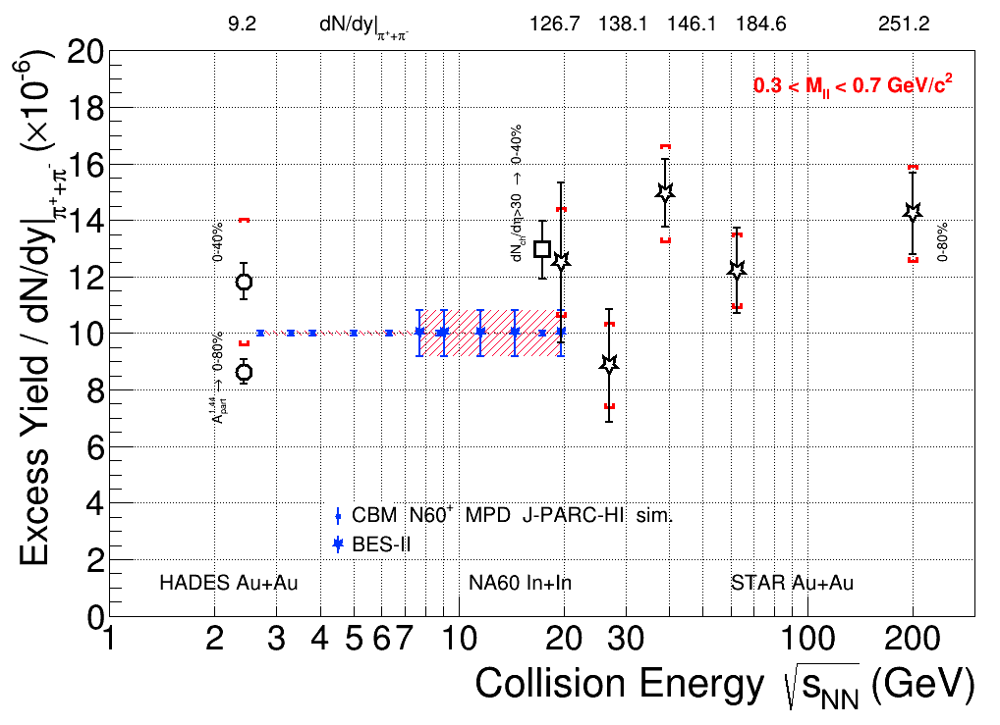 9.2 dN/dy|π⁺+π⁻ 126.7 138.1 146.1 184.6 251.2
Excess Yield / dN/dy|π⁺+π⁻ (×10⁻⁶)
20
18
16
14
12
10
8
6
4
2
0
0.3 < M_ll < 0.7 GeV/c²
0-40%
A_part^1.44 → 0-80%
dN_ch/dη>30 → 0-40%
0-80%
CBM N60⁺ MPD J-PARC-HI sim.
BES-II
HADES Au+Au NA60 In+In STAR Au+Au
1 2 3 4 5 6 7 10 20 30 100 200
Collision Energy √s_NN (GeV)